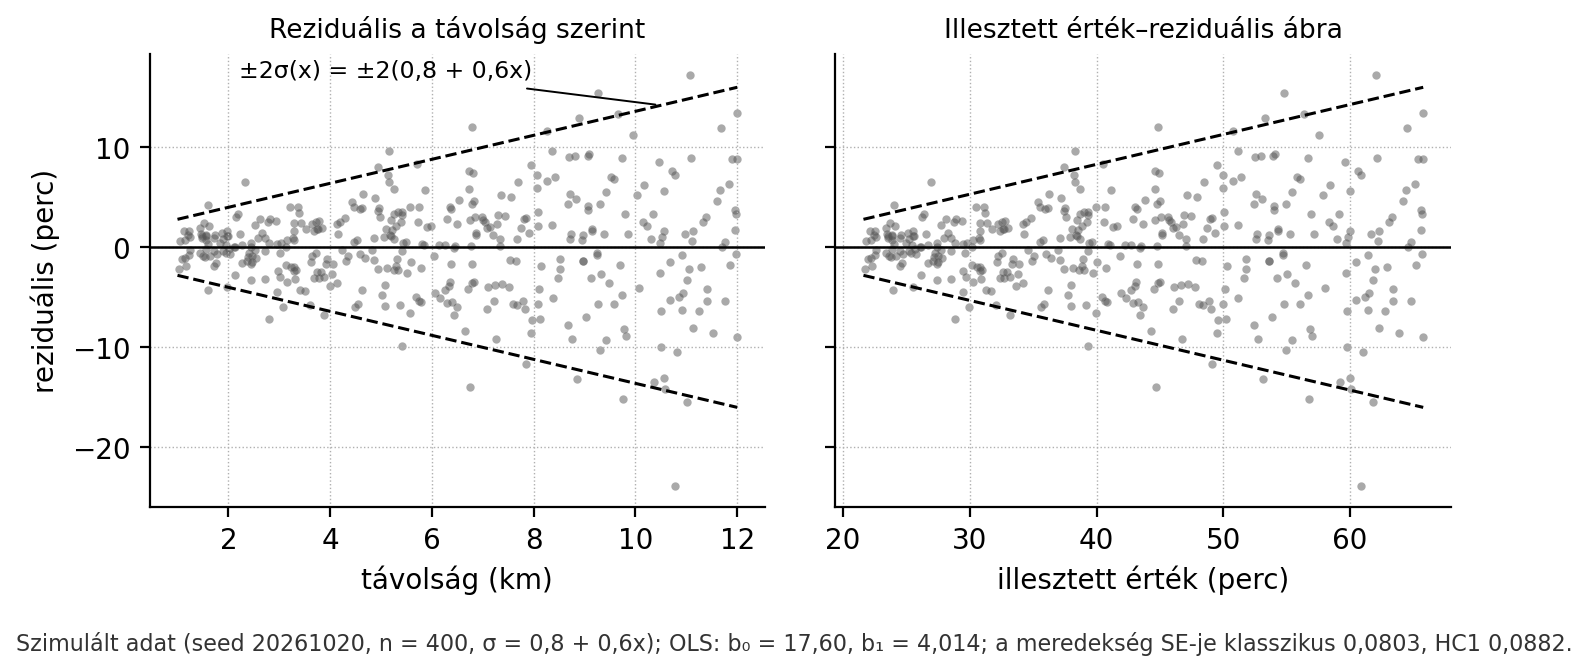 Reziduális a távolság szerint
Illesztett érték–reziduális ábra
±2σ(x) = ±2(0,8 + 0,6x)
reziduális (perc)
10
0
−10
−20
2 4 6 8 10 12
20 30 40 50 60
távolság (km)
illesztett érték (perc)
Szimulált adat (seed 20261020, n = 400, σ = 0,8 + 0,6x); OLS: b₀ = 17,60, b₁ = 4,014; a meredekség SE-je klasszikus 0,0803, HC1 0,0882.